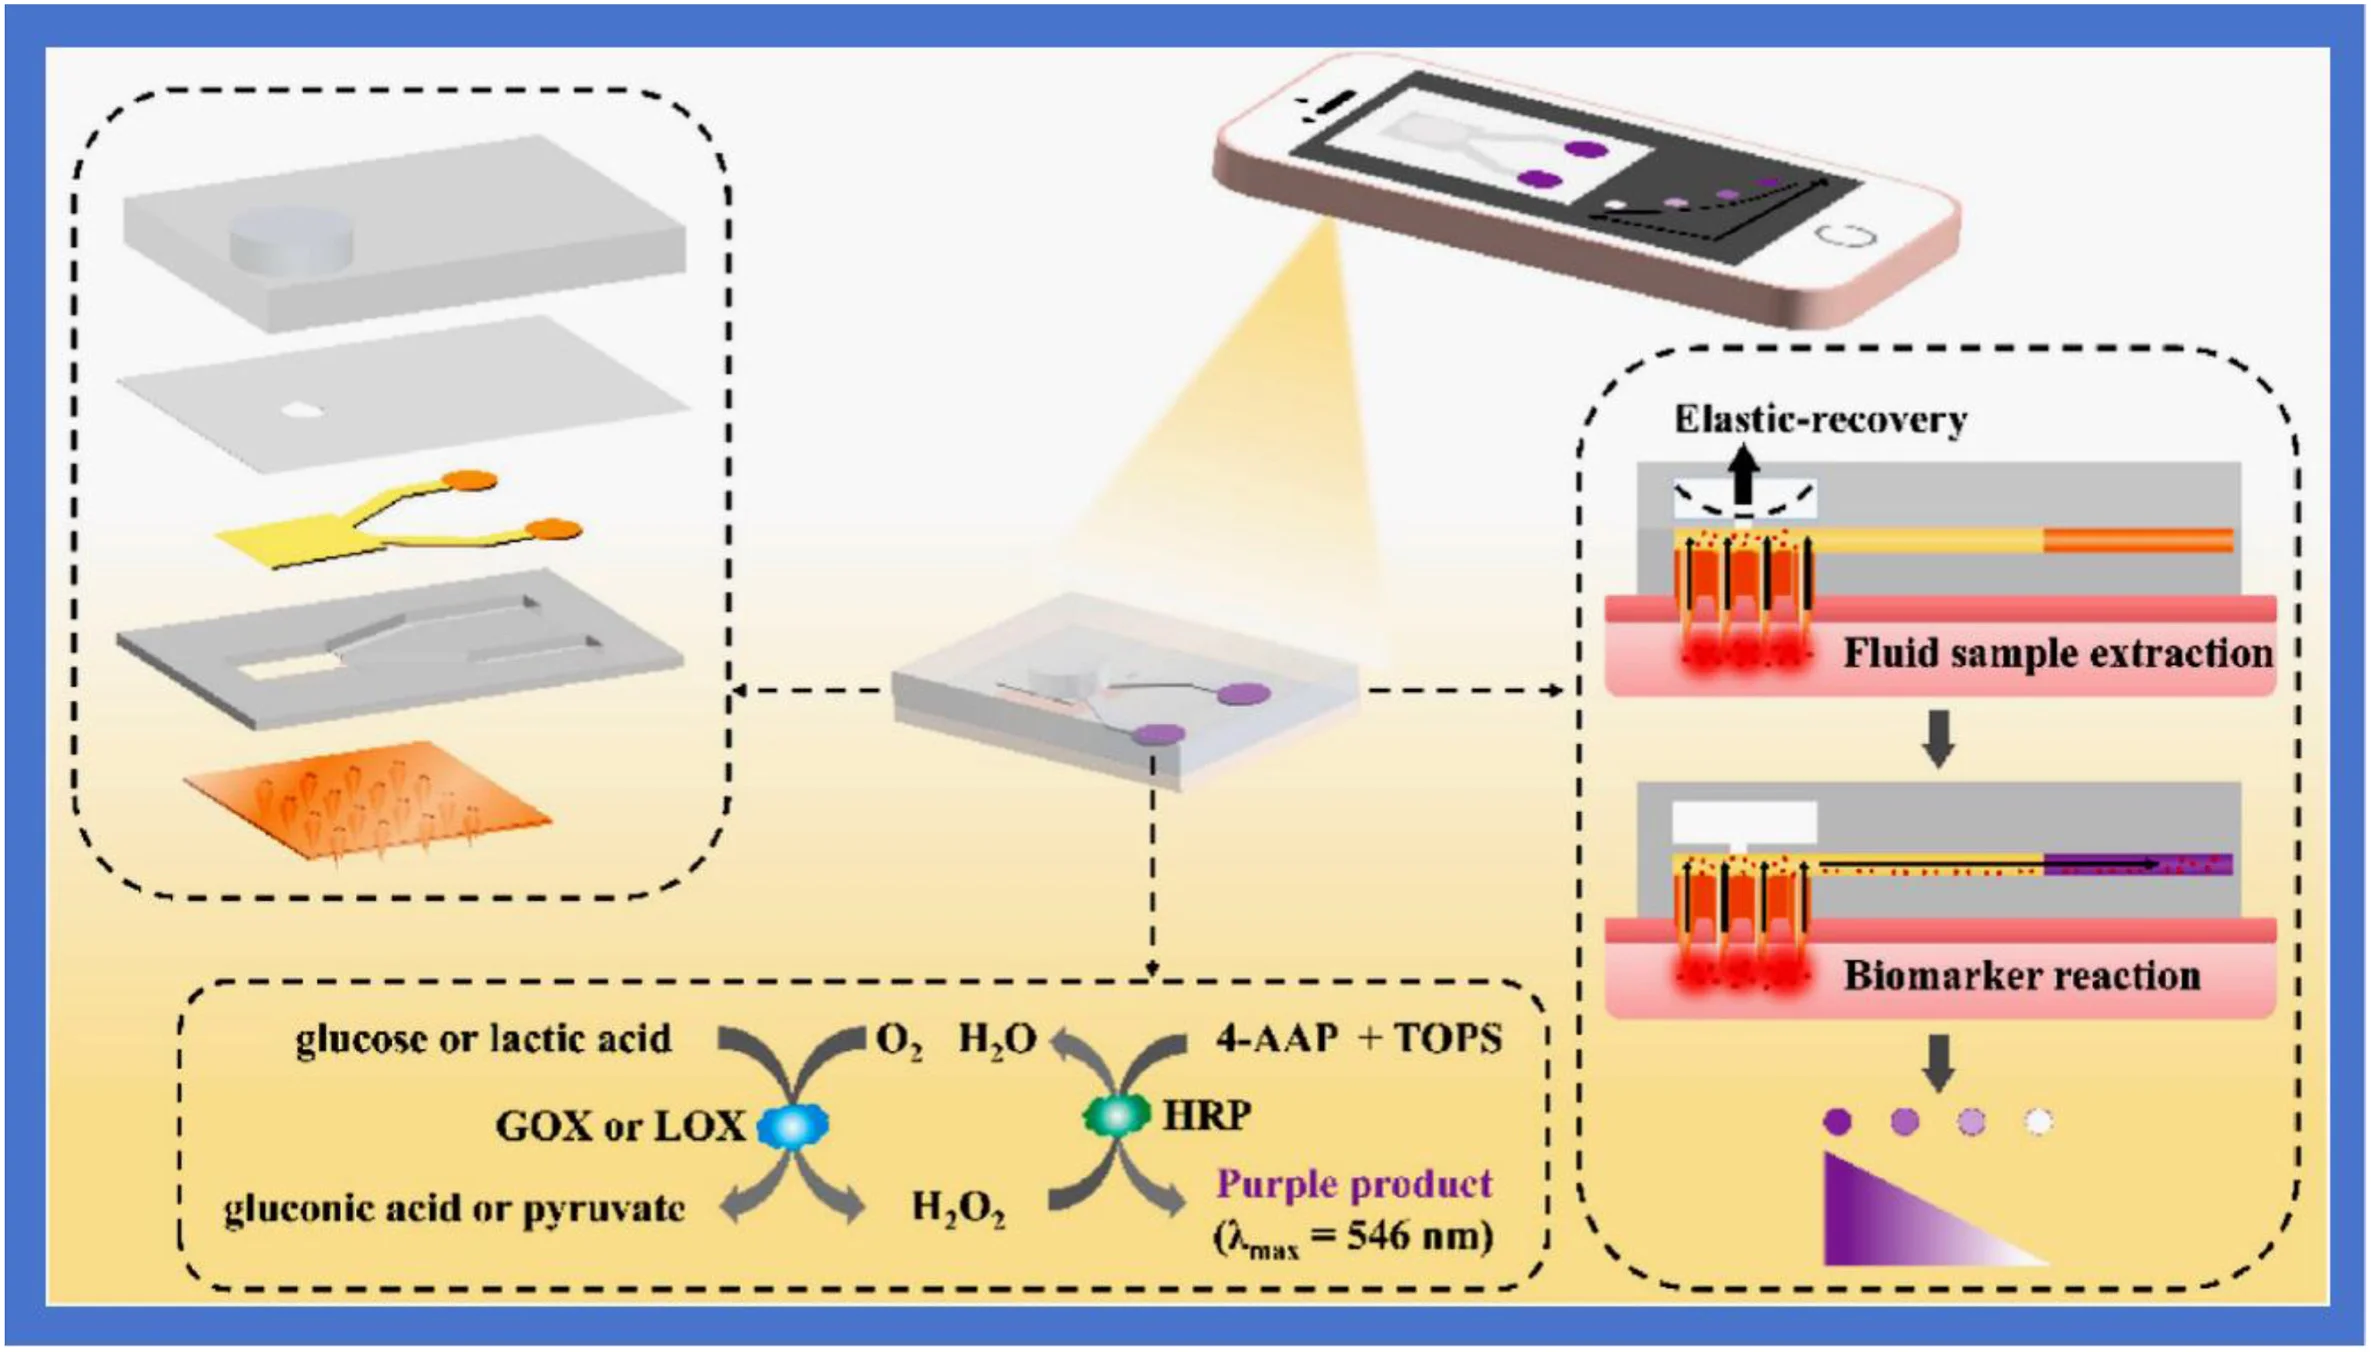 Elastic-recovery
Fluid sample extraction
Biomarker reaction
glucose or lactic acid
O₂
H₂O
4-AAP + TOPS
GOX or LOX
HRP
gluconic acid or pyruvate
H₂O₂
Purple product
(λmax = 546 nm)